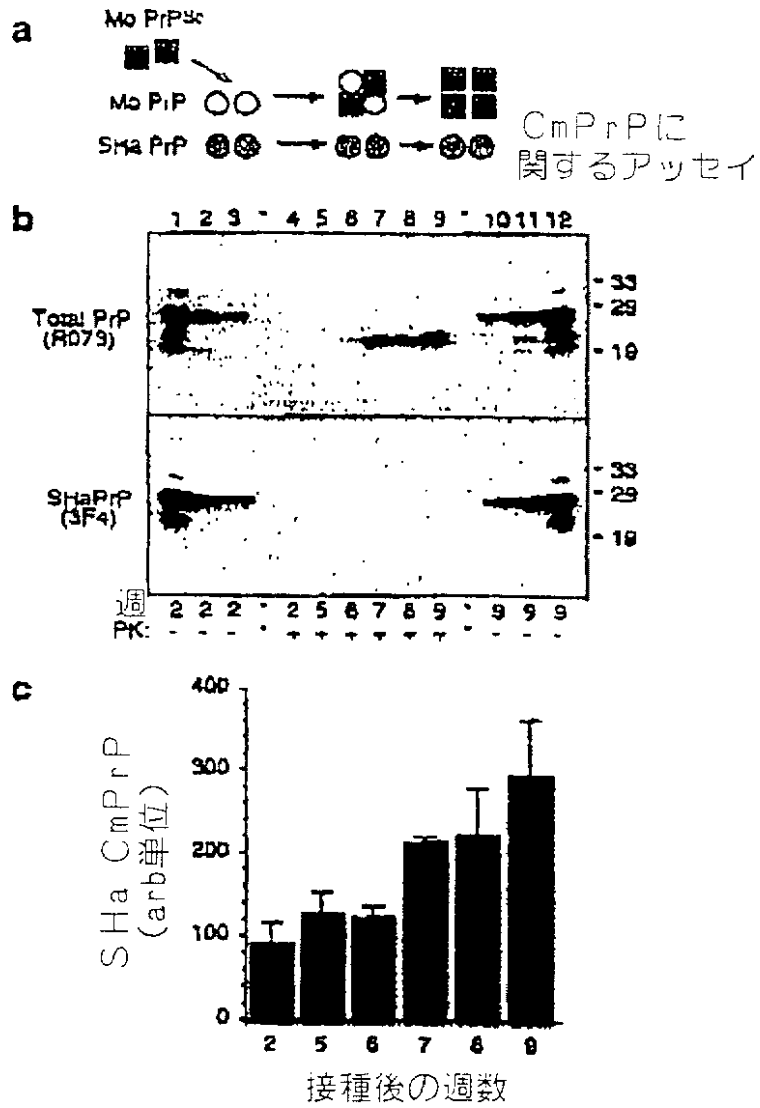 a
Mo PrPSc
Mo PrP
SHa PrP
CmPrPに
関するアッセイ
b
1 2 3 - 4 5 6 7 8 9 - 10 11 12
Total PrP
(R073)
- 33
- 29
- 19
SHaPrP
(3F4)
- 33
- 29
- 19
週 2 2 2 - 2 5 6 7 8 9 - 9 9 9
PK: - - - - + + + + + + - - - -
c
SHa CmPrP
(arb単位)
400
300
200
100
0
2 5 6 7 8 9
接種後の週数